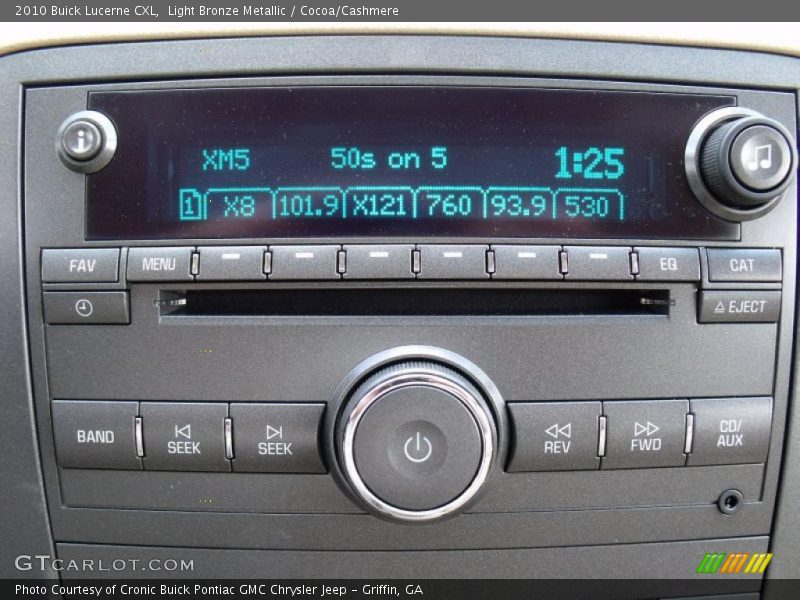 2010 Buick Lucerne CXL,  Light Bronze Metallic / Cocoa/Cashmere
XM5 50s on 5 1:25
1 X8 101.9 X121 760 93.9 530
FAV MENU EQ CAT
EJECT
BAND SEEK SEEK REV FWD CD/AUX
GTCARLOT.COM
Photo Courtesy of Cronic Buick Pontiac GMC Chrysler Jeep - Griffin, GA